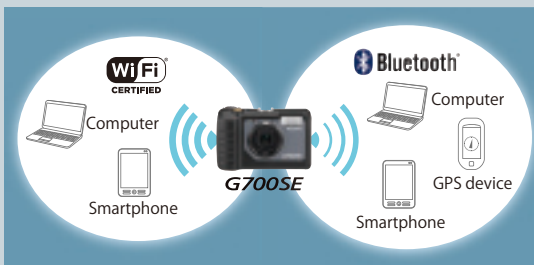 Wi Fi
CERTIFIED
Computer
Smartphone
G700SE
Bluetooth®
Computer
GPS device
Smartphone